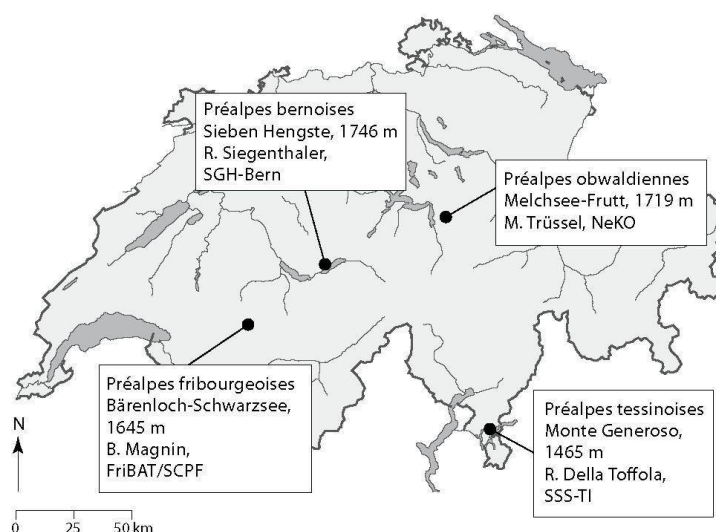 Préalpes bernoises
Sieben Hengste, 1746 m
R. Siegenthaler,
SGH-Bern
Préalpes obwaldiennes
Melchsee-Frutt, 1719 m
M. Trüssel, NeKO
Préalpes fribourgeoises
Bärenloch-Schwarzsee,
1645 m
B. Magnin,
FriBAT/SCPF
Préalpes tessinoises
Monte Generoso,
1465 m
R. Della Toffola,
SSS-TI
N
0 25 50 km